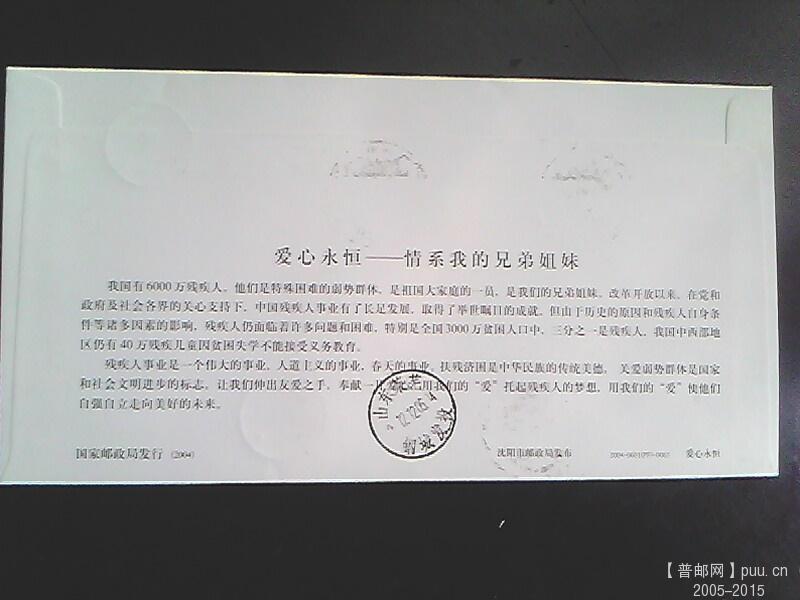 爱心永恒——情系我的兄弟姐妹
我国有6000万残疾人。他们是特殊困难的弱势群体，是祖国大家庭的一员，是我们的兄弟姐妹。改革开放以来，在党和
政府及社会各界的关心支持下，中国残疾人事业有了长足发展，取得了举世瞩目的成就。但由于历史的原因和残疾人自身条
件等诸多因素的影响，残疾人仍面临着许多问题和困难，特别是全国3000万贫困人口中，三分之一是残疾人，我国中西部地
区仍有40万残疾儿童因贫困失学不能接受义务教育。
残疾人事业是一个伟大的事业，人道主义的事业，春天的事业。扶残济困是中华民族的传统美德，关爱弱势群体是国家
和社会文明进步的标志，让我们伸出友爱之手，奉献一片爱心，用我们的“爱”托起残疾人的梦想，用我们的“爱”使他们
自强自立走向美好的未来。
山东
12.12.05
投
国家邮政局发行 (2004)
沈阳市邮政局发布
爱心永恒
【普邮网】puu.cn
2005-2015